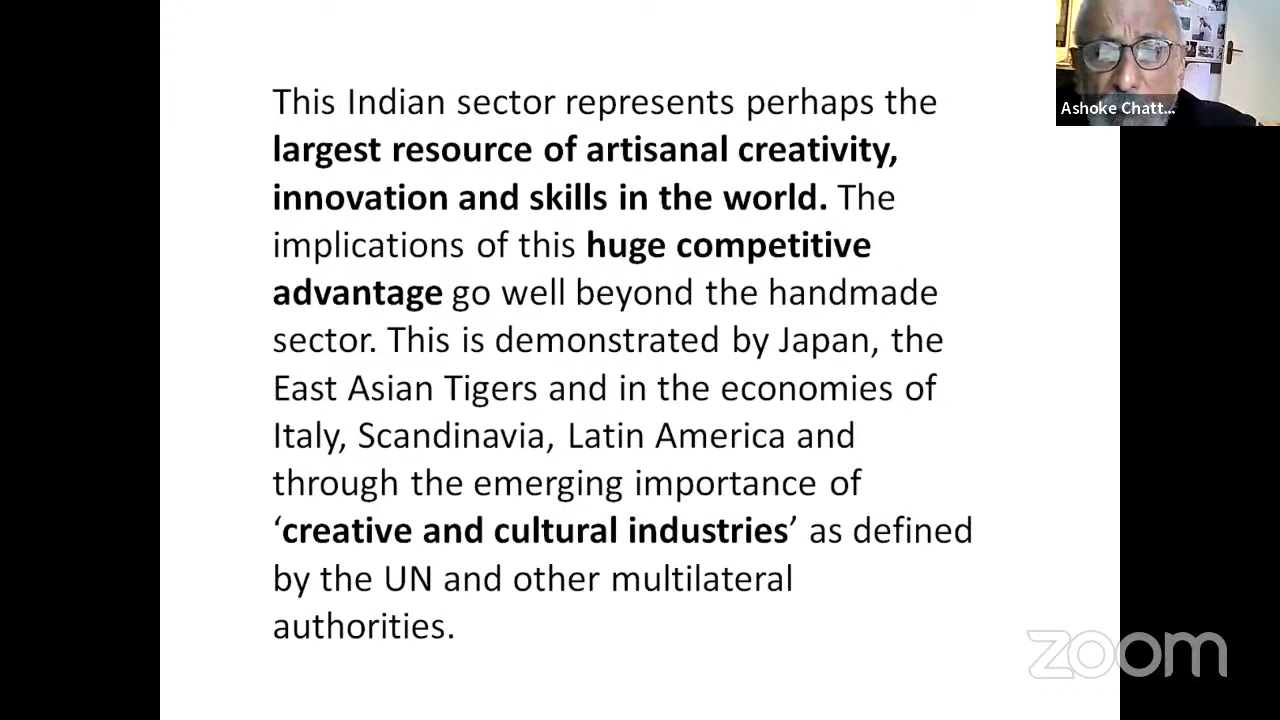 This Indian sector represents perhaps the
largest resource of artisanal creativity,
innovation and skills in the world. The
implications of this huge competitive
advantage go well beyond the handmade
sector. This is demonstrated by Japan, the
East Asian Tigers and in the economies of
Italy, Scandinavia, Latin America and
through the emerging importance of
‘creative and cultural industries’ as defined
by the UN and other multilateral
authorities.
Ashoke Chatt...
zoom